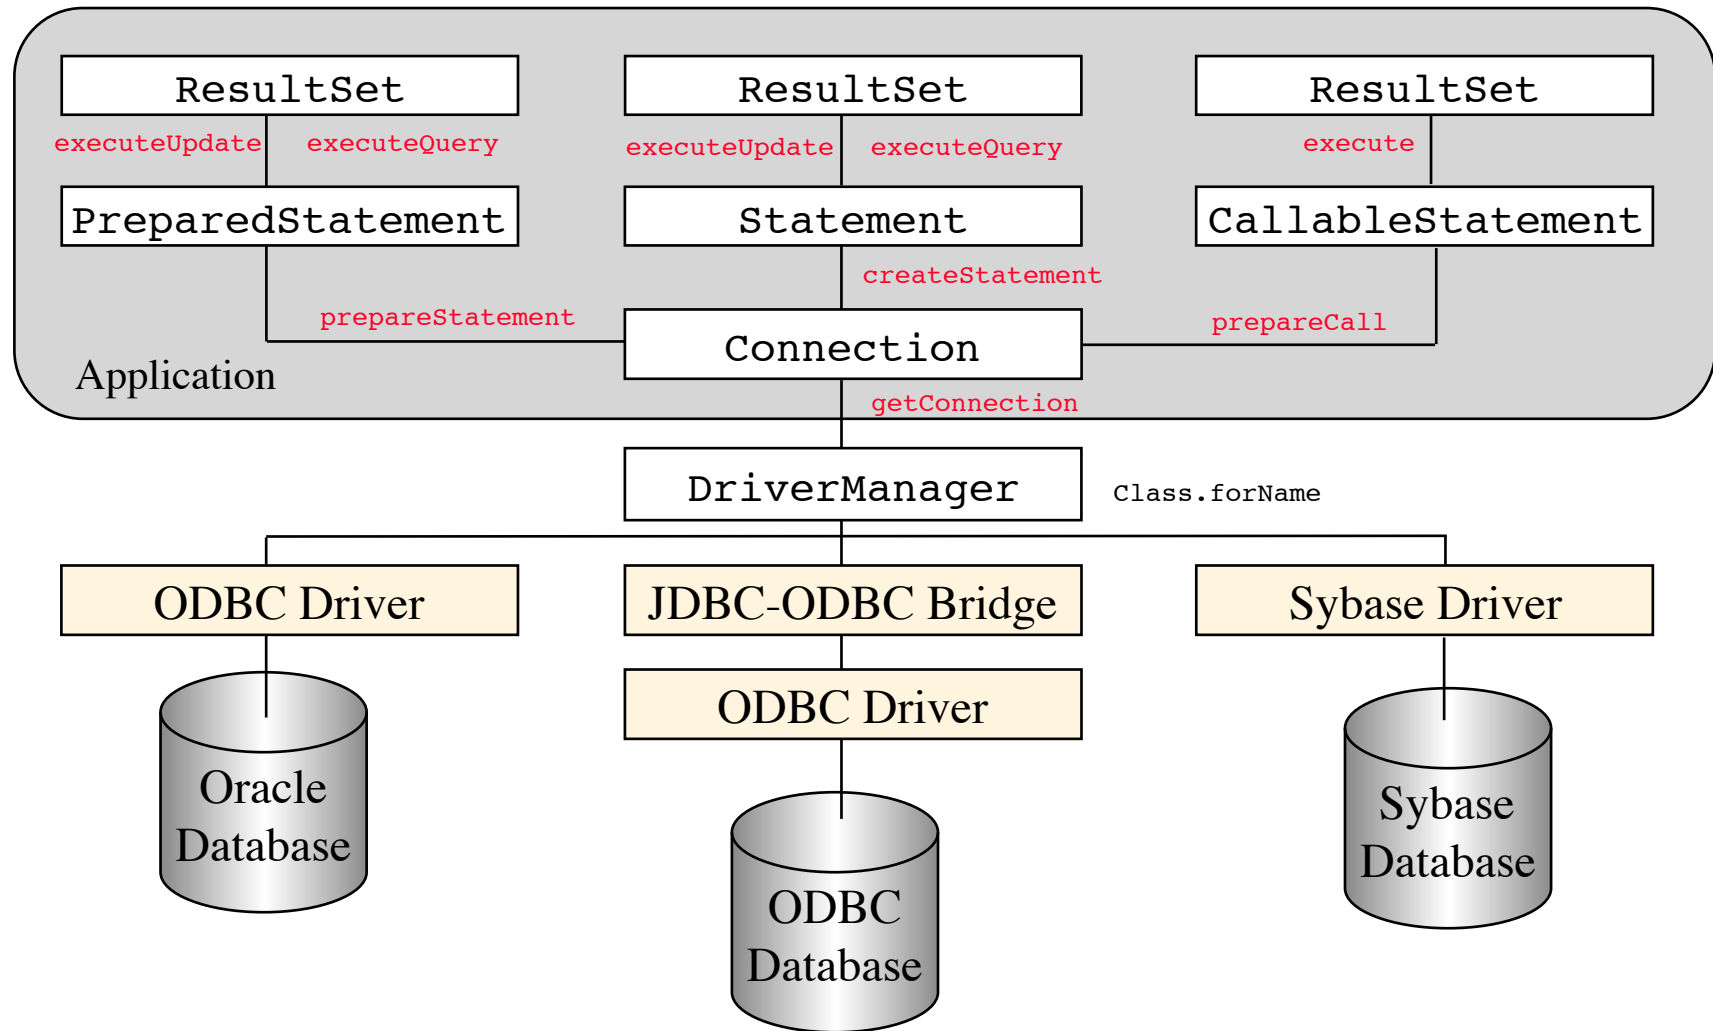 ResultSet
ResultSet
ResultSet
executeUpdate
executeQuery
executeUpdate
executeQuery
execute
PreparedStatement
Statement
CallableStatement
createStatement
prepareStatement
prepareCall
Connection
Application
getConnection
DriverManager
Class.forName
ODBC Driver
JDBC-ODBC Bridge
Sybase Driver
ODBC Driver
Oracle
Database
Sybase
Database
ODBC
Database